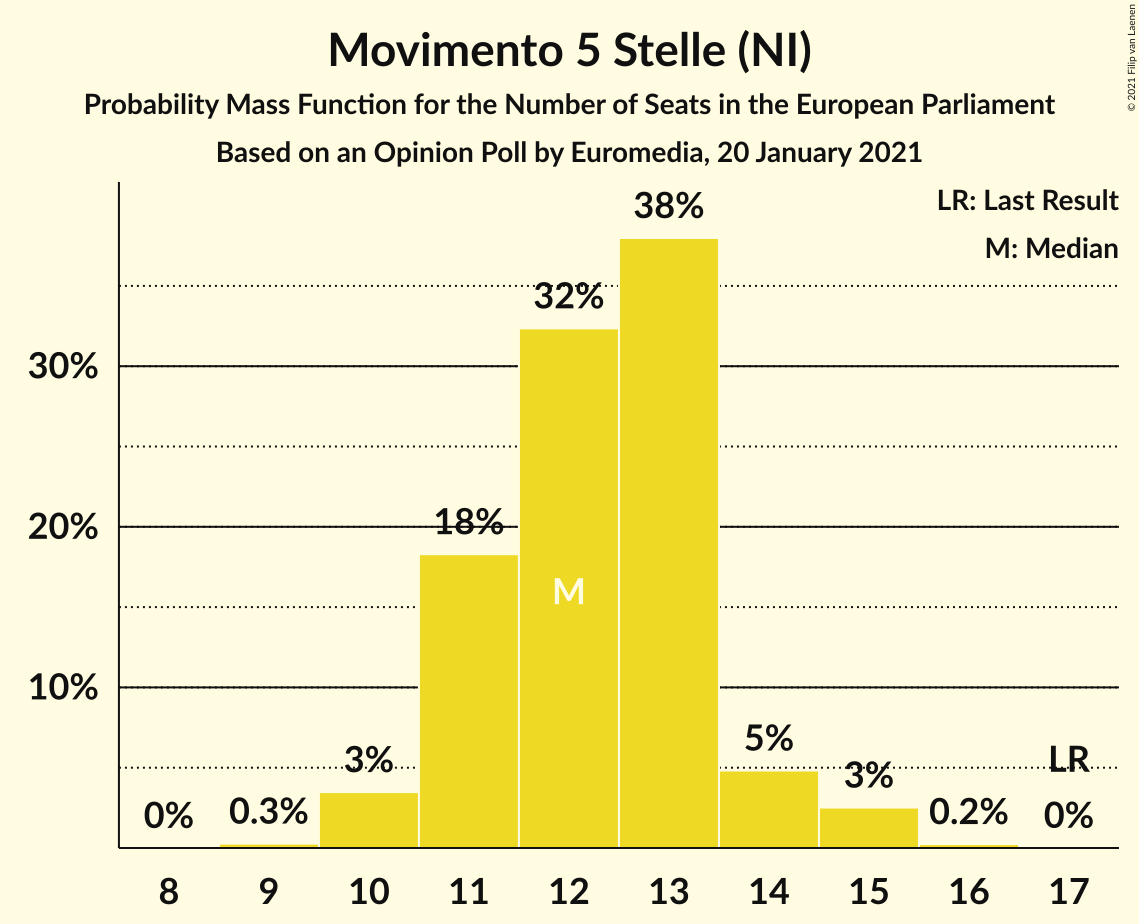 Movimento 5 Stelle (NI)
Probability Mass Function for the Number of Seats in the European Parliament
Based on an Opinion Poll by Euromedia, 20 January 2021
© 2021 Filip van Laenen
LR: Last Result
M: Median
38%
32%
30%
18%
20%
M
10%
5%
3%
3%
LR
0%
0.3%
0.2%
0%
8 9 10 11 12 13 14 15 16 17